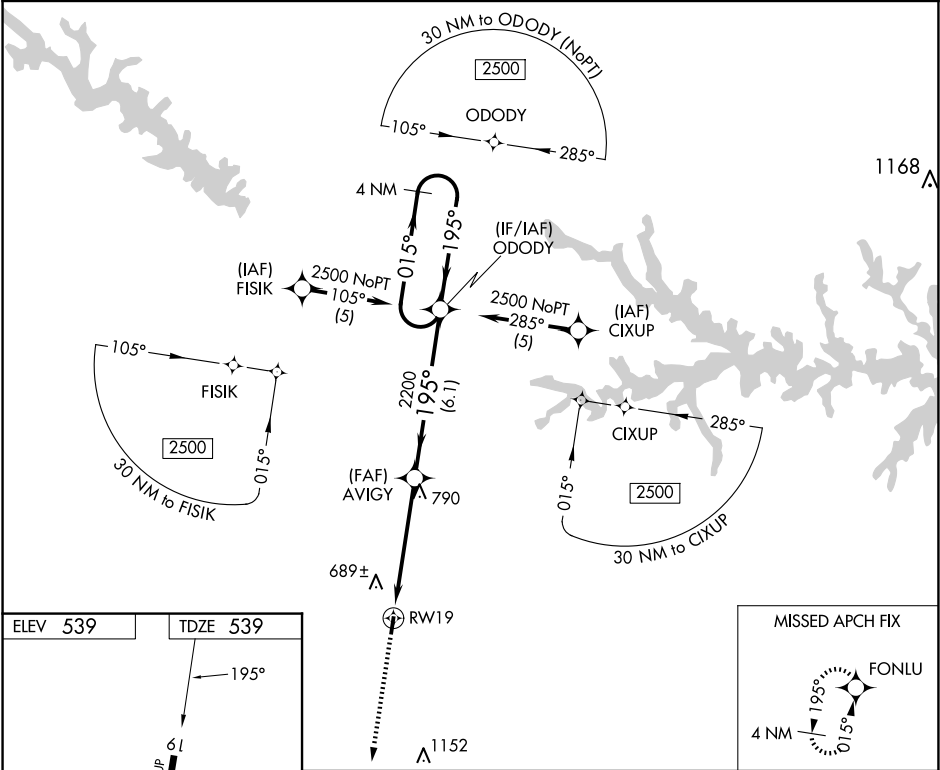 30 NM to ODODY (NoPT)
2500
ODODY
105°
285°
1168
4 NM
015°
195°
(IF/IAF)
ODODY
(IAF)
FISIK
2500 NoPT
105°
(5)
2500 NoPT
285°
(5)
(IAF)
CIXUP
105°
FISIK
2500
015°
30 NM to FISIK
2200
195°
(6.1)
CIXUP
285°
015°
2500
30 NM to CIXUP
(FAF)
AVIGY
790
689±
RW19
1152
ELEV 539
TDZE 539
195°
19
UP
MISSED APCH FIX
FONLU
195°
015°
4 NM